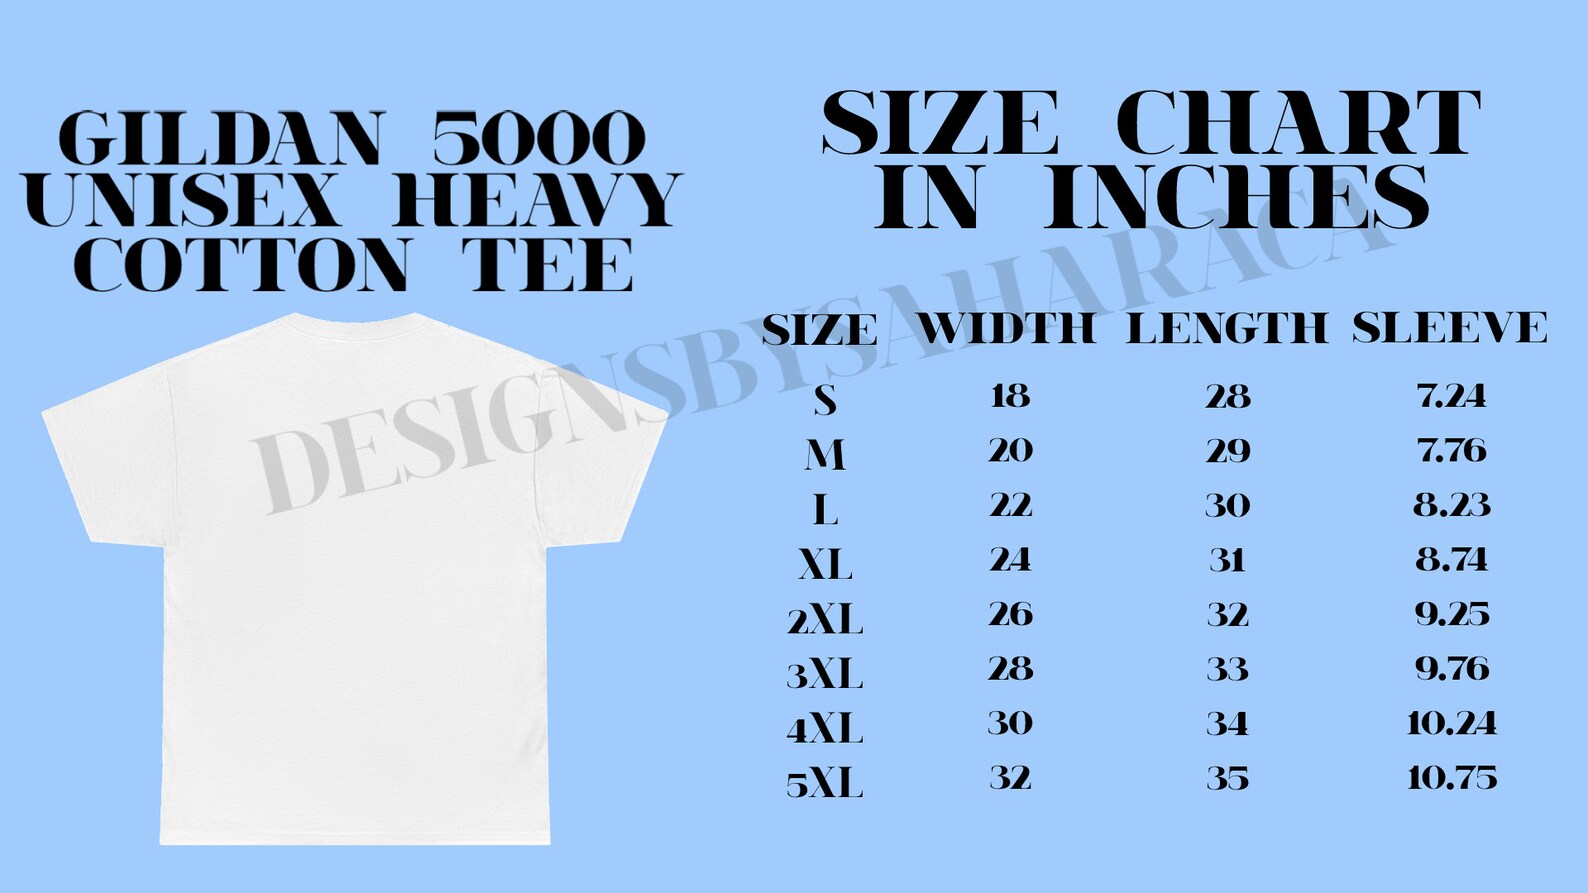 GILDAN 5000
UNISEX HEAVY
COTTON TEE
SIZE CHART
IN INCHES
SIZE WIDTH LENGTH SLEEVE
S 18 28 7.24
M 20 29 7.76
L 22 30 8.23
XL 24 31 8.74
2XL 26 32 9.25
3XL 28 33 9.76
4XL 30 34 10.24
5XL 32 35 10.75
DESIGNSBYSAHARACA